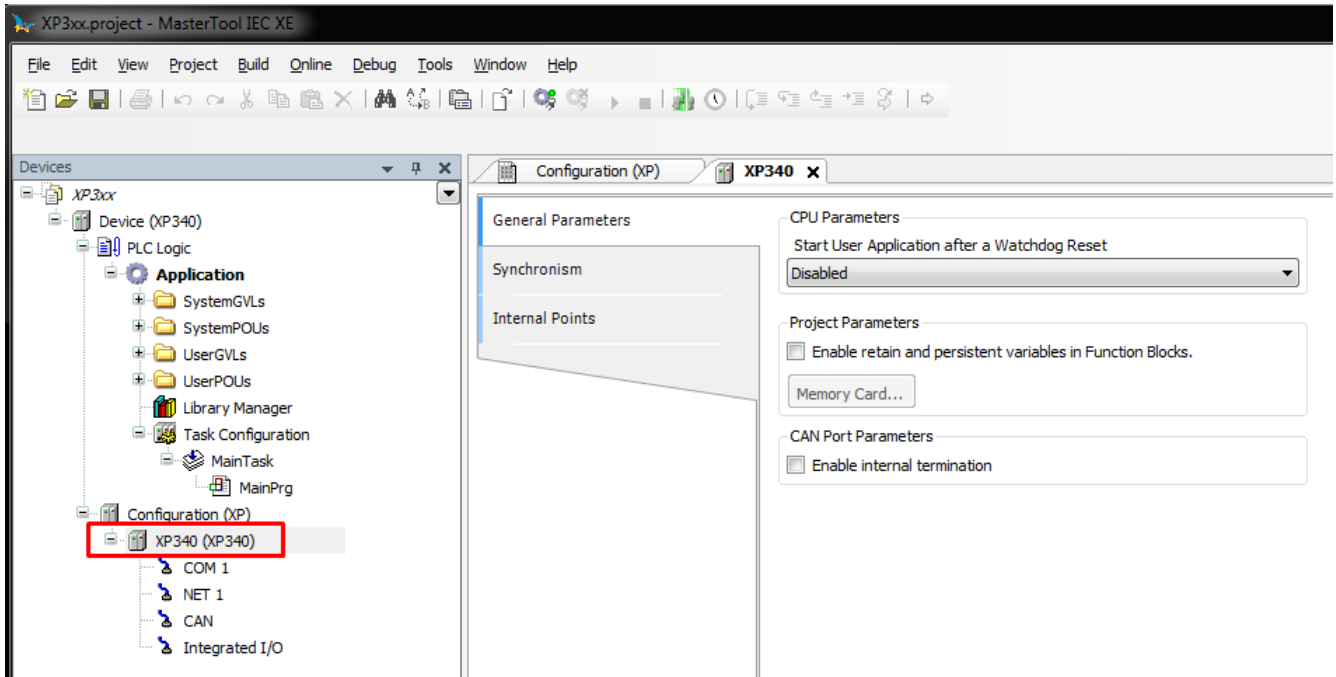 XP3xx.project - MasterTool IEC XE
File Edit View Project Build Online Debug Tools Window Help
Devices
XP3xx
Device (XP340)
PLC Logic
Application
SystemGVLs
SystemPOUs
UserGVLs
UserPOUs
Library Manager
Task Configuration
MainTask
MainPrg
Configuration (XP)
XP340 (XP340)
COM 1
NET 1
CAN
Integrated I/O
Configuration (XP) XP340
General Parameters
Synchronism
Internal Points
CPU Parameters
Start User Application after a Watchdog Reset
Disabled
Project Parameters
Enable retain and persistent variables in Function Blocks.
Memory Card...
CAN Port Parameters
Enable internal termination